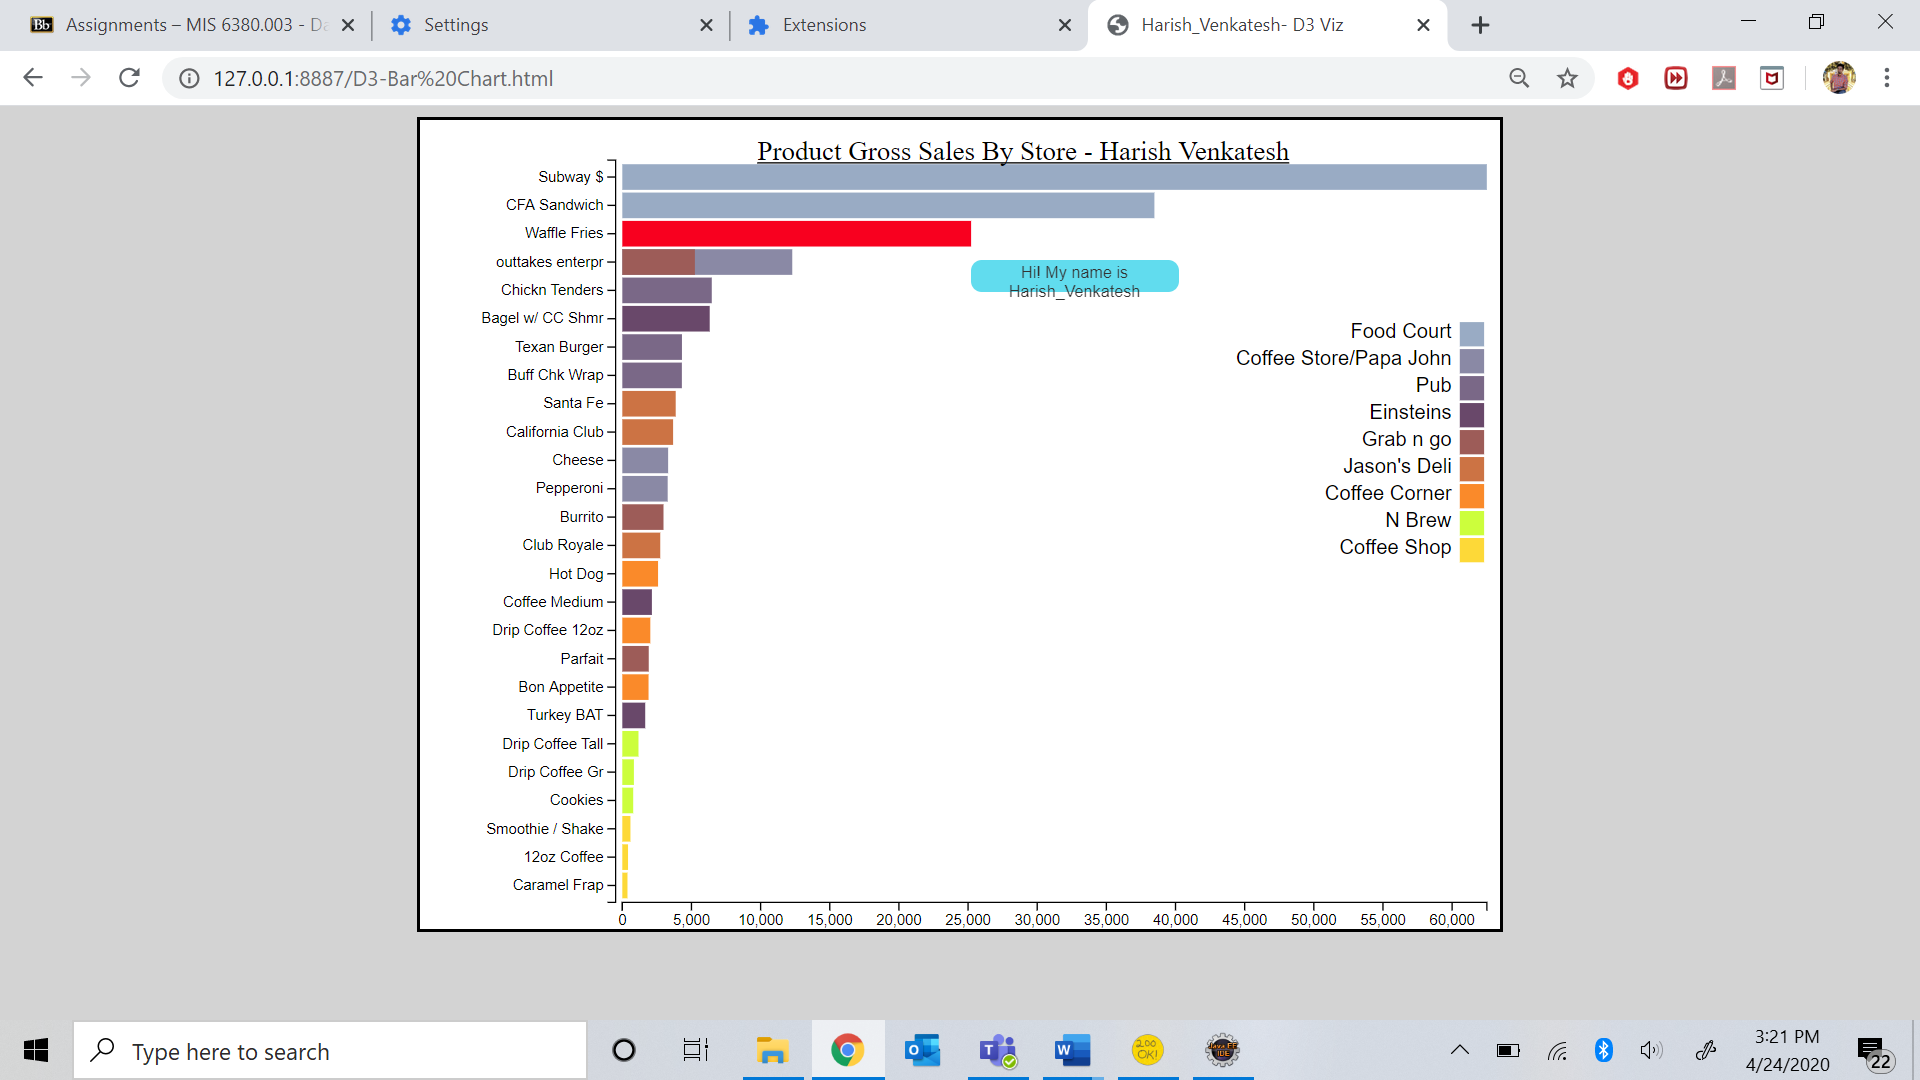 Assignments – MIS 6380.003 - Da
Settings
Extensions
Harish_Venkatesh- D3 Viz
127.0.0.1:8887/D3-Bar%20Chart.html
Product Gross Sales By Store - Harish Venkatesh
Subway $
CFA Sandwich
Waffle Fries
outtakes enterpr
Chickn Tenders
Bagel w/ CC Shmr
Texan Burger
Buff Chk Wrap
Santa Fe
California Club
Cheese
Pepperoni
Burrito
Club Royale
Hot Dog
Coffee Medium
Drip Coffee 12oz
Parfait
Bon Appetite
Turkey BAT
Drip Coffee Tall
Drip Coffee Gr
Cookies
Smoothie / Shake
12oz Coffee
Caramel Frap
Hi! My name is
Harish_Venkatesh
Food Court
Coffee Store/Papa John
Pub
Einsteins
Grab n go
Jason's Deli
Coffee Corner
N Brew
Coffee Shop
0 5,000 10,000 15,000 20,000 25,000 30,000 35,000 40,000 45,000 50,000 55,000 60,000
Type here to search
200
OK!
3:21 PM
4/24/2020
22